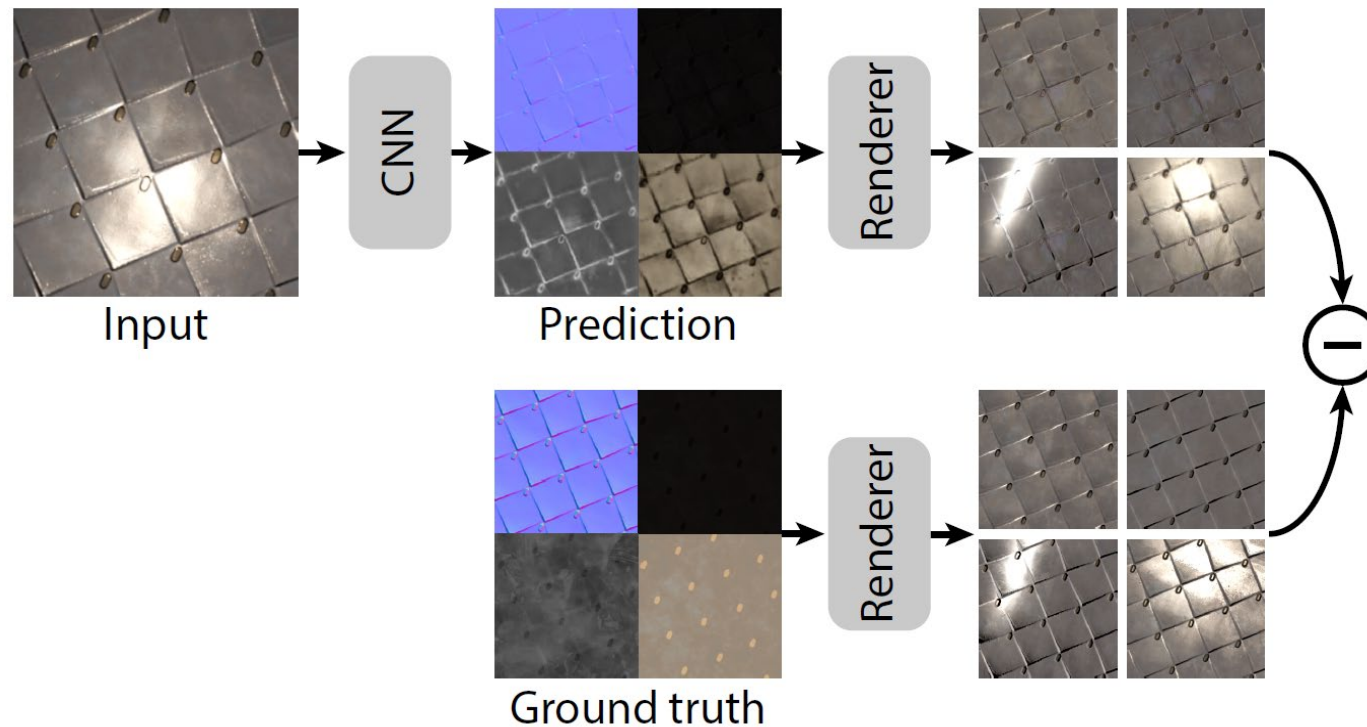 Input
CNN
Prediction
Renderer
Ground truth
Renderer